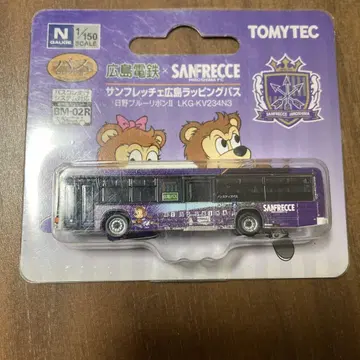 N
GAUGE
1/150
SCALE
TOMYTEC
広島電鉄 × SANFRECCE
HIROSHIMA FC
サンフレッチェ広島ラッピングバス
日野ブルーリボンⅡ LKG-KV234N3
BM-02R
SANFRECCE HIROSHIMA
SANFRECCE